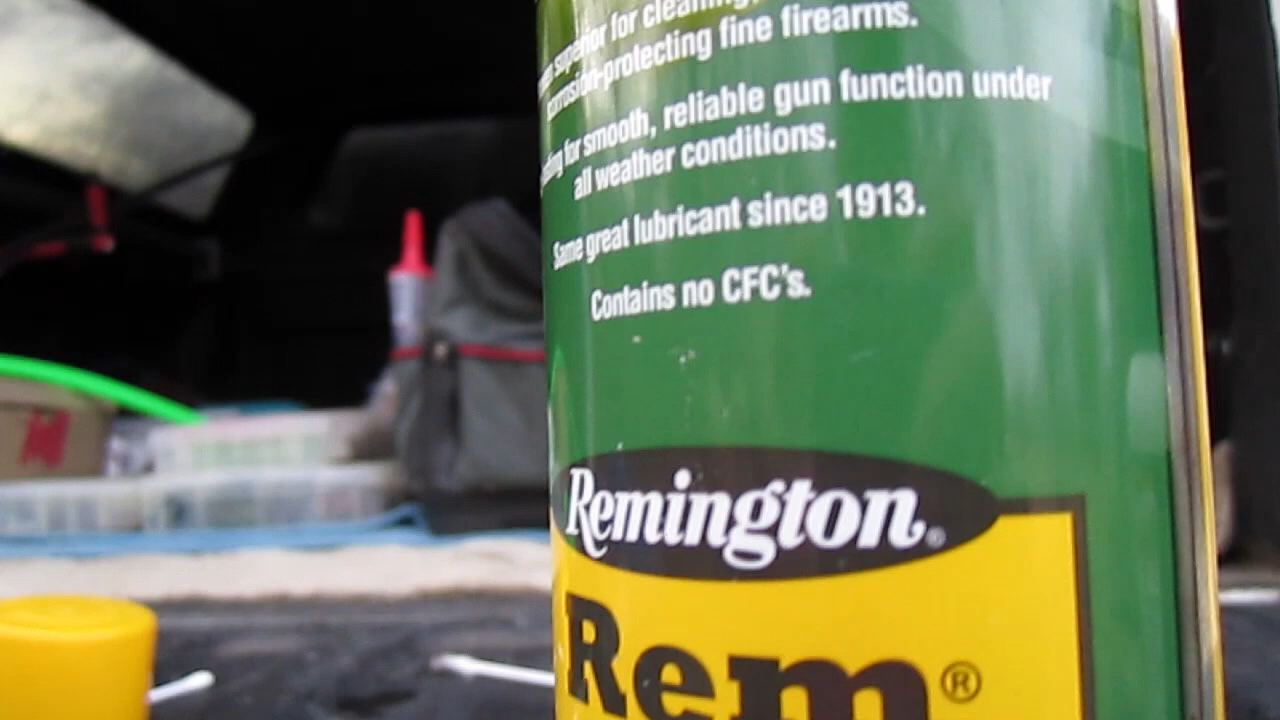 superior for cleaning,
corrosion-protecting fine firearms.
for smooth, reliable gun function under
all weather conditions.
Same great lubricant since 1913.
Contains no CFC's.
Remington®
Rem®